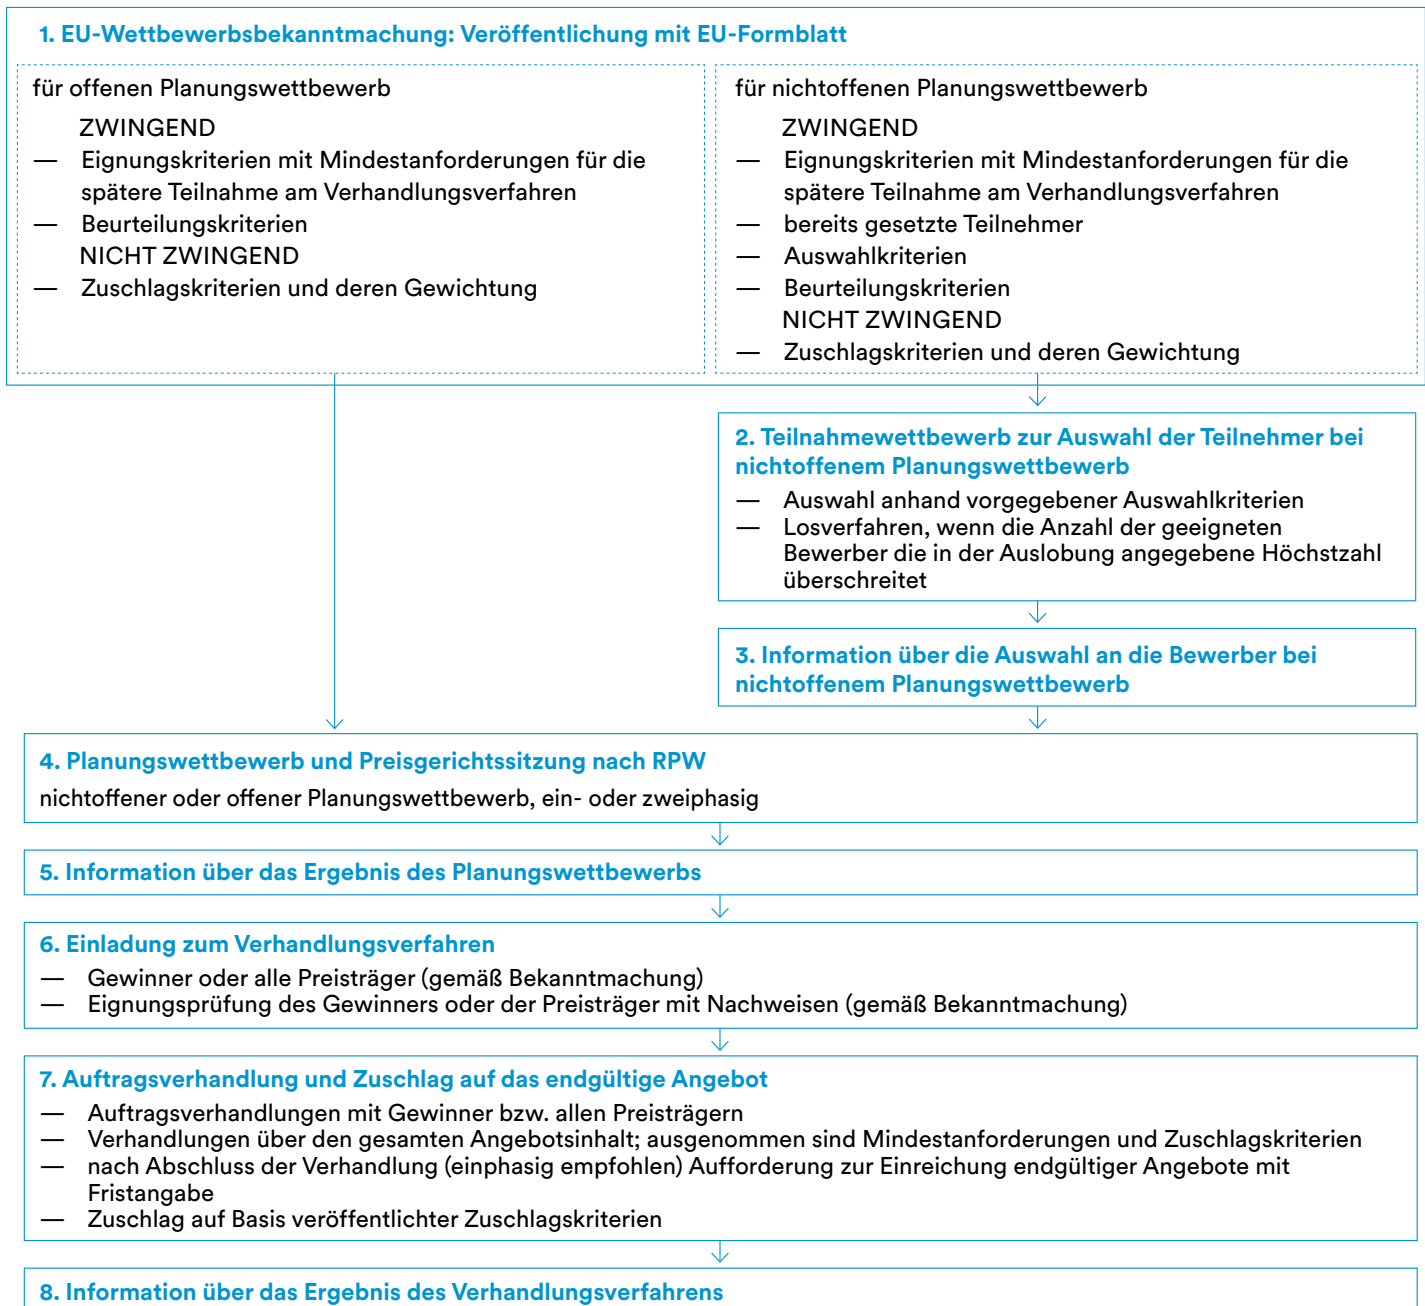 1. EU-Wettbewerbsbekanntmachung: Veröffentlichung mit EU-Formblatt
für offenen Planungswettbewerb
ZWINGEND
— Eignungskriterien mit Mindestanforderungen für die
spätere Teilnahme am Verhandlungsverfahren
— Beurteilungskriterien
NICHT ZWINGEND
— Zuschlagskriterien und deren Gewichtung
für nichtoffenen Planungswettbewerb
ZWINGEND
— Eignungskriterien mit Mindestanforderungen für die
spätere Teilnahme am Verhandlungsverfahren
— bereits gesetzte Teilnehmer
— Auswahlkriterien
— Beurteilungskriterien
NICHT ZWINGEND
— Zuschlagskriterien und deren Gewichtung
2. Teilnahmewettbewerb zur Auswahl der Teilnehmer bei
nichtoffenem Planungswettbewerb
— Auswahl anhand vorgegebener Auswahlkriterien
— Losverfahren, wenn die Anzahl der geeigneten
Bewerber die in der Auslobung angegebene Höchstzahl
überschreitet
3. Information über die Auswahl an die Bewerber bei
nichtoffenem Planungswettbewerb
4. Planungswettbewerb und Preisgerichtssitzung nach RPW
nichtoffener oder offener Planungswettbewerb, ein- oder zweiphasig
5. Information über das Ergebnis des Planungswettbewerbs
6. Einladung zum Verhandlungsverfahren
— Gewinner oder alle Preisträger (gemäß Bekanntmachung)
— Eignungsprüfung des Gewinners oder der Preisträger mit Nachweisen (gemäß Bekanntmachung)
7. Auftragsverhandlung und Zuschlag auf das endgültige Angebot
— Auftragsverhandlungen mit Gewinner bzw. allen Preisträgern
— Verhandlungen über den gesamten Angebotsinhalt; ausgenommen sind Mindestanforderungen und Zuschlagskriterien
— nach Abschluss der Verhandlung (einphasig empfohlen) Aufforderung zur Einreichung endgültiger Angebote mit
Fristangabe
— Zuschlag auf Basis veröffentlichter Zuschlagskriterien
8. Information über das Ergebnis des Verhandlungsverfahrens